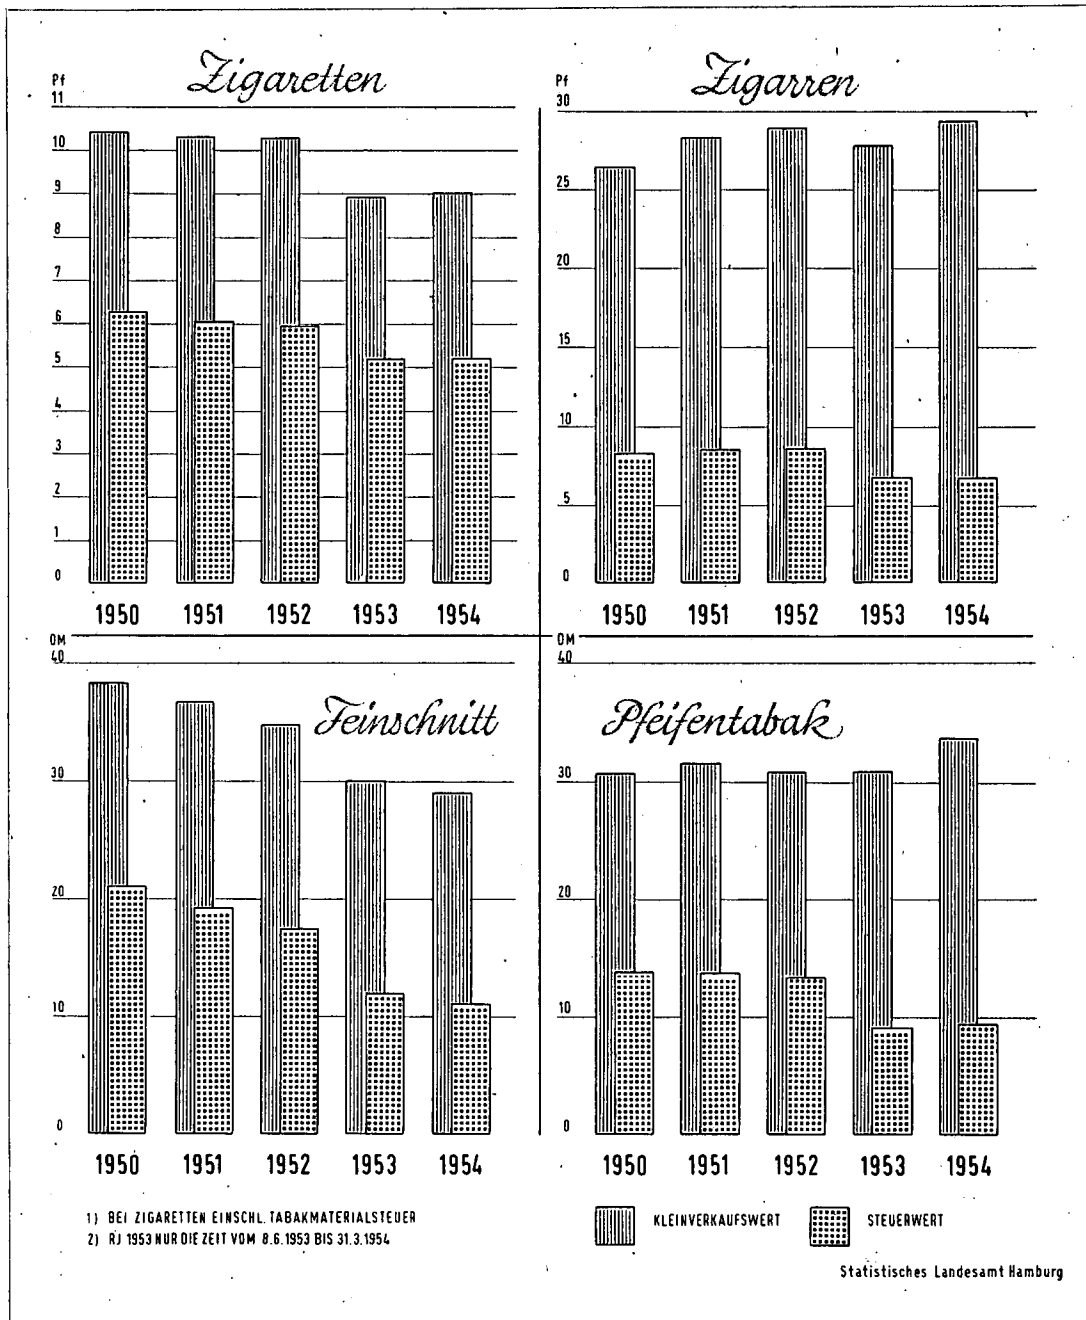 Zigaretten
Pf
11
10
9
8
7
6
5
4
3
2
1
0
1950 1951 1952 1953 1954
Zigarren
Pf
30
25
20
15
10
5
0
1950 1951 1952 1953 1954
Feinschnitt
DM
40
30
20
10
0
1950 1951 1952 1953 1954
Pfeifentabak
DM
40
30
20
10
0
1950 1951 1952 1953 1954
1) BEI ZIGARETTEN EINSCHL. TABAKMATERIALSTEUER
2) RJ 1953 NUR DIE ZEIT VOM 8.6.1953 BIS 31.3.1954
KLEINVERKAUFSWERT STEUERWERT
Statistisches Landesamt Hamburg